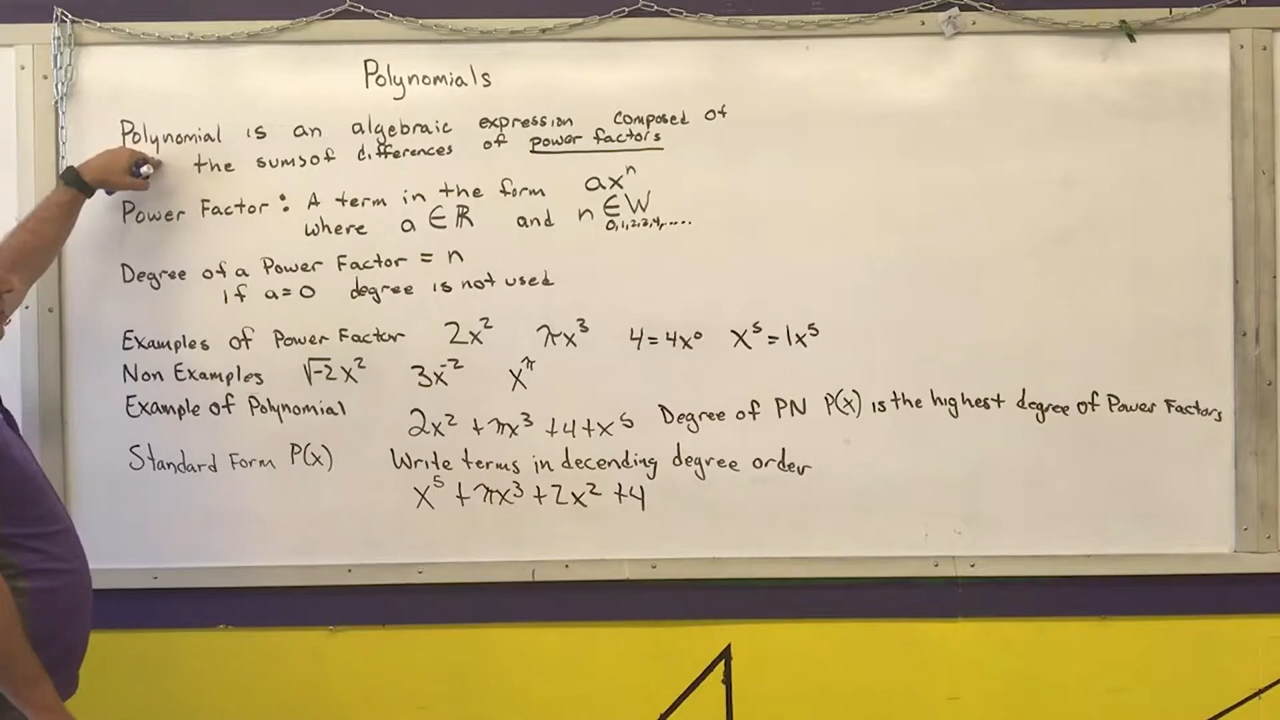 Polynomials
Polynomial is an algebraic expression composed of
the sumsof differences of power factors
Power Factor: A term in the form axⁿ
where a ∈ ℝ and n ∈ W
0,1,2,3,4,.....
Degree of a Power Factor = n
If a=0 degree is not used
Examples of Power Factor 2x² πx³ 4=4x⁰ x⁵=1x⁵
Non Examples √-2x² 3x⁻² x^π
Example of Polynomial 2x² +πx³ +4+x⁵ Degree of PN P(x) is the highest degree of Power Factors
Standard Form P(x) Write terms in decending degree order
x⁵ +πx³+2x² +4